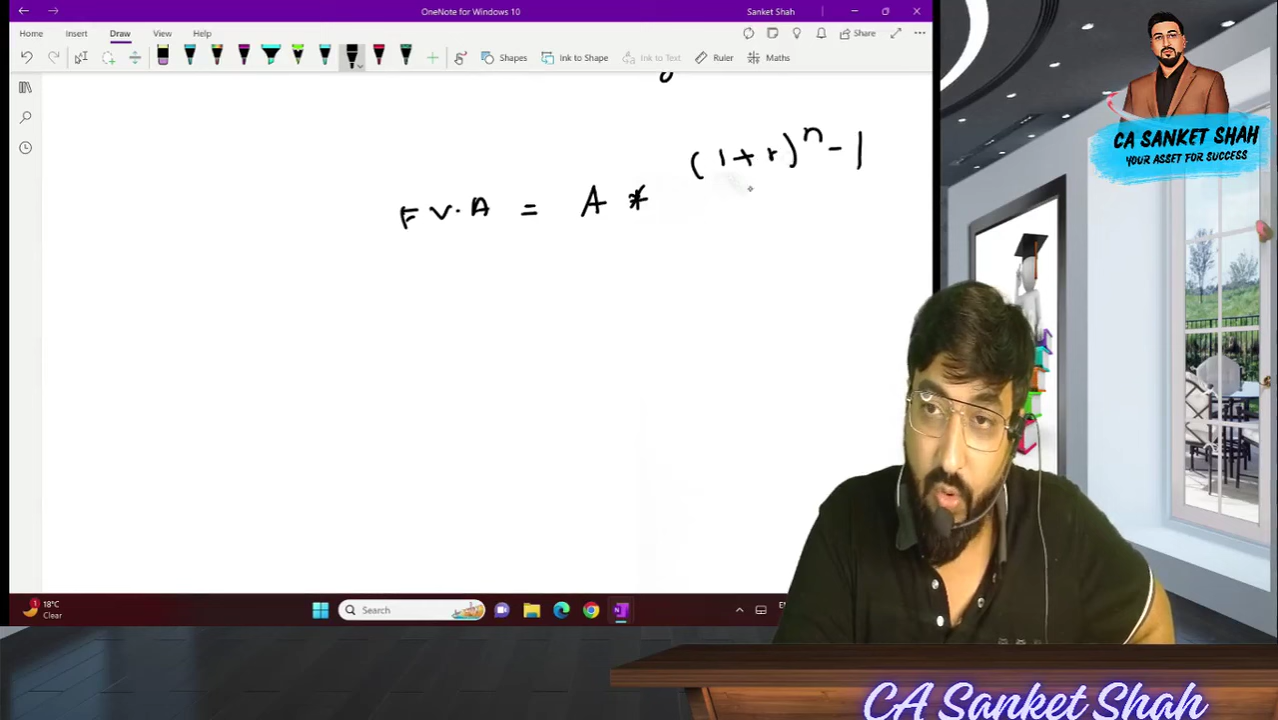 OneNote for Windows 10
Sanket Shah
Home Insert Draw View Help
Share
Shapes Ink to Shape Ink to Text Ruler Maths
CA SANKET SHAH
YOUR ASSET FOR SUCCESS
(1+r)^n - 1
F V.A = A *
1
18°C
Clear
Search
CA Sanket Shah